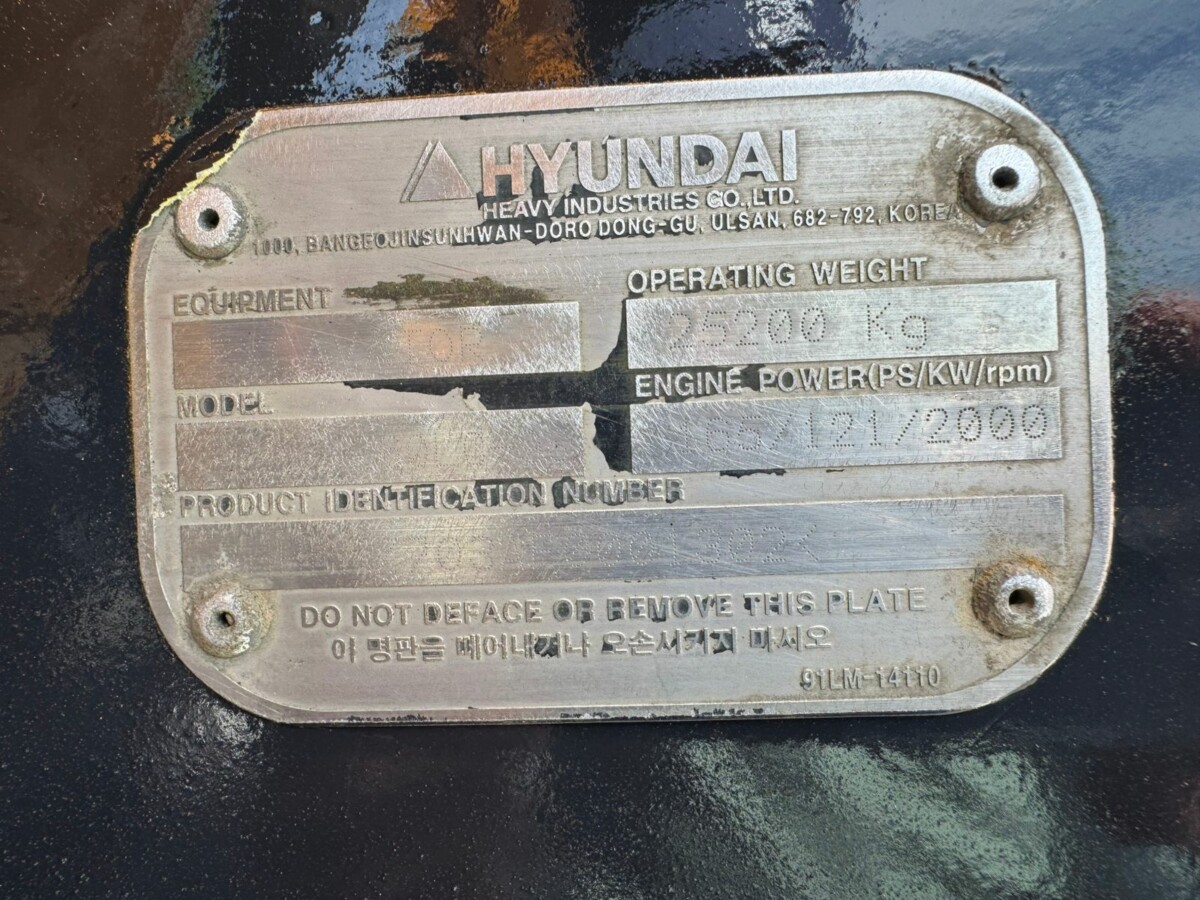 HYUNDAI
HEAVY INDUSTRIES CO.,LTD.
1000, BANGEOJINSUNHWAN-DORO DONG-GU, ULSAN, 682-792, KOREA
EQUIPMENT
OPERATING WEIGHT
25200 Kg
ENGINE POWER(PS/KW/rpm)
MODEL
165/121/2000
PRODUCT IDENTIFICATION NUMBER
DO NOT DEFACE OR REMOVE THIS PLATE
이 명판을 떼어내거나 오손시키지 마시오
91LM-14110